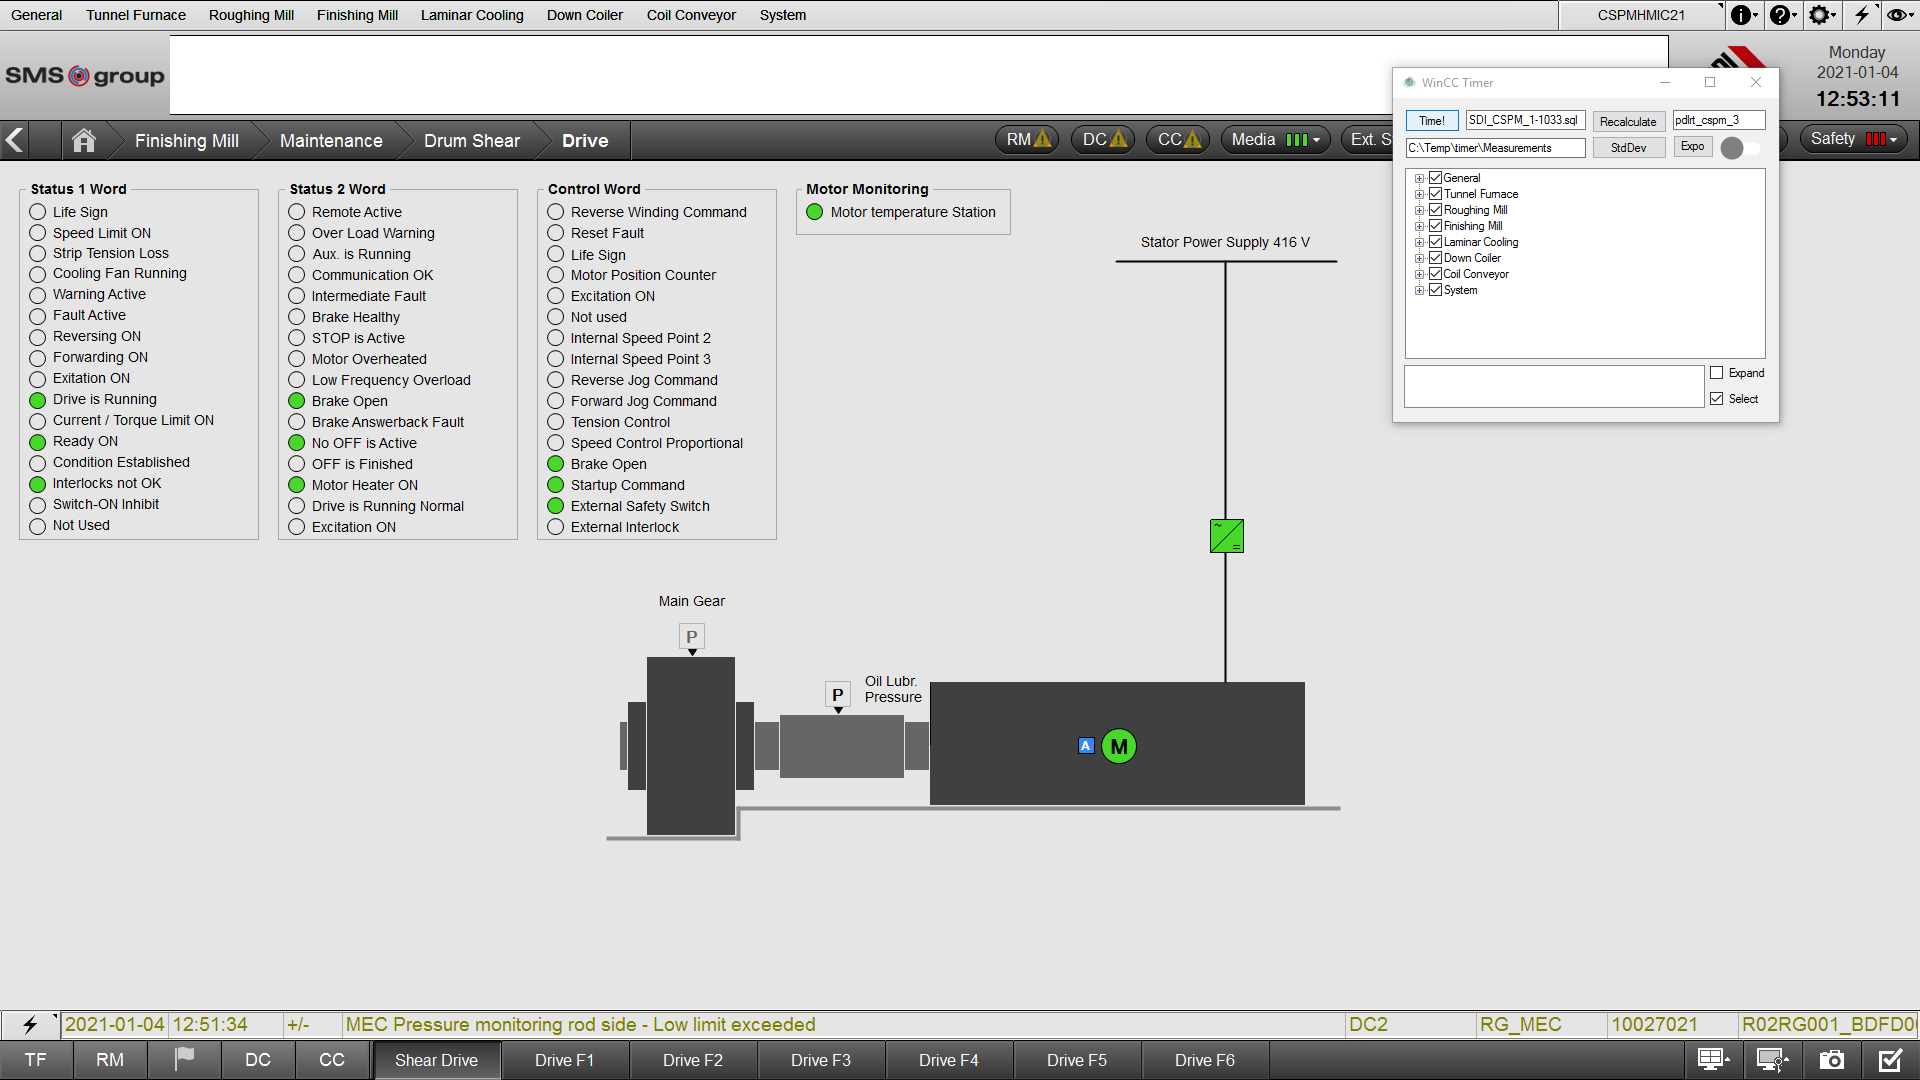 General Tunnel Furnace Roughing Mill Finishing Mill Laminar Cooling Down Coiler Coil Conveyor System CSPMHMIC21
SMS group
Monday
2021-01-04
12:53:11
Finishing Mill Maintenance Drum Shear Drive RM DC CC Media Ext. S Safety
WinCC Timer
Time! SDI_CSPM_1-1033.sql Recalculate pdlrt_cspm_3
C:\Temp\timer\Measurements StdDev Expo
General
Tunnel Furnace
Roughing Mill
Finishing Mill
Laminar Cooling
Down Coiler
Coil Conveyor
System
Expand
Select
Status 1 Word
Life Sign
Speed Limit ON
Strip Tension Loss
Cooling Fan Running
Warning Active
Fault Active
Reversing ON
Forwarding ON
Exitation ON
Drive is Running
Current / Torque Limit ON
Ready ON
Condition Established
Interlocks not OK
Switch-ON Inhibit
Not Used
Status 2 Word
Remote Active
Over Load Warning
Aux. is Running
Communication OK
Intermediate Fault
Brake Healthy
STOP is Active
Motor Overheated
Low Frequency Overload
Brake Open
Brake Answerback Fault
No OFF is Active
OFF is Finished
Motor Heater ON
Drive is Running Normal
Excitation ON
Control Word
Reverse Winding Command
Reset Fault
Life Sign
Motor Position Counter
Excitation ON
Not used
Internal Speed Point 2
Internal Speed Point 3
Reverse Jog Command
Forward Jog Command
Tension Control
Speed Control Proportional
Brake Open
Startup Command
External Safety Switch
External Interlock
Motor Monitoring
Motor temperature Station
Stator Power Supply 416 V
Main Gear
P
P
Oil Lubr.
Pressure
A M
2021-01-04 12:51:34 +/- MEC Pressure monitoring rod side - Low limit exceeded DC2 RG_MEC 10027021
TF RM DC CC Shear Drive Drive F1 Drive F2 Drive F3 Drive F4 Drive F5 Drive F6